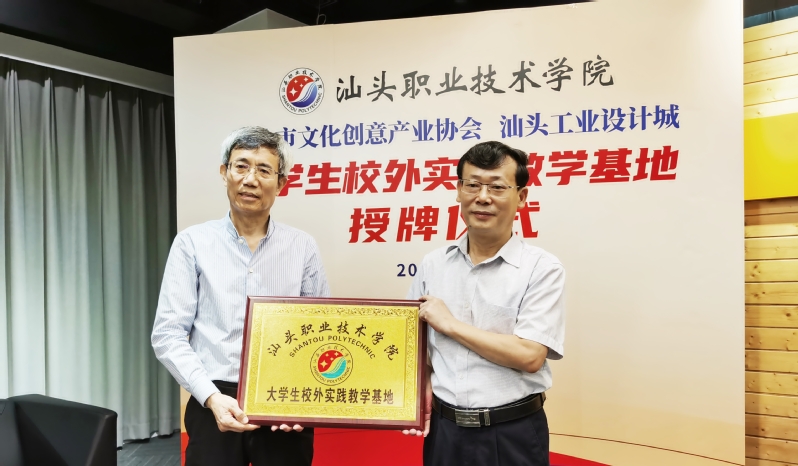 汕头职业技术学院
SHANTOU POLYTECHNIC
市文化创意产业协会 汕头工业设计城
学生校外实 教学基地
授牌仪式
20
汕头职业技术学院
SHANTOU POLYTECHNIC
大学生校外实践教学基地